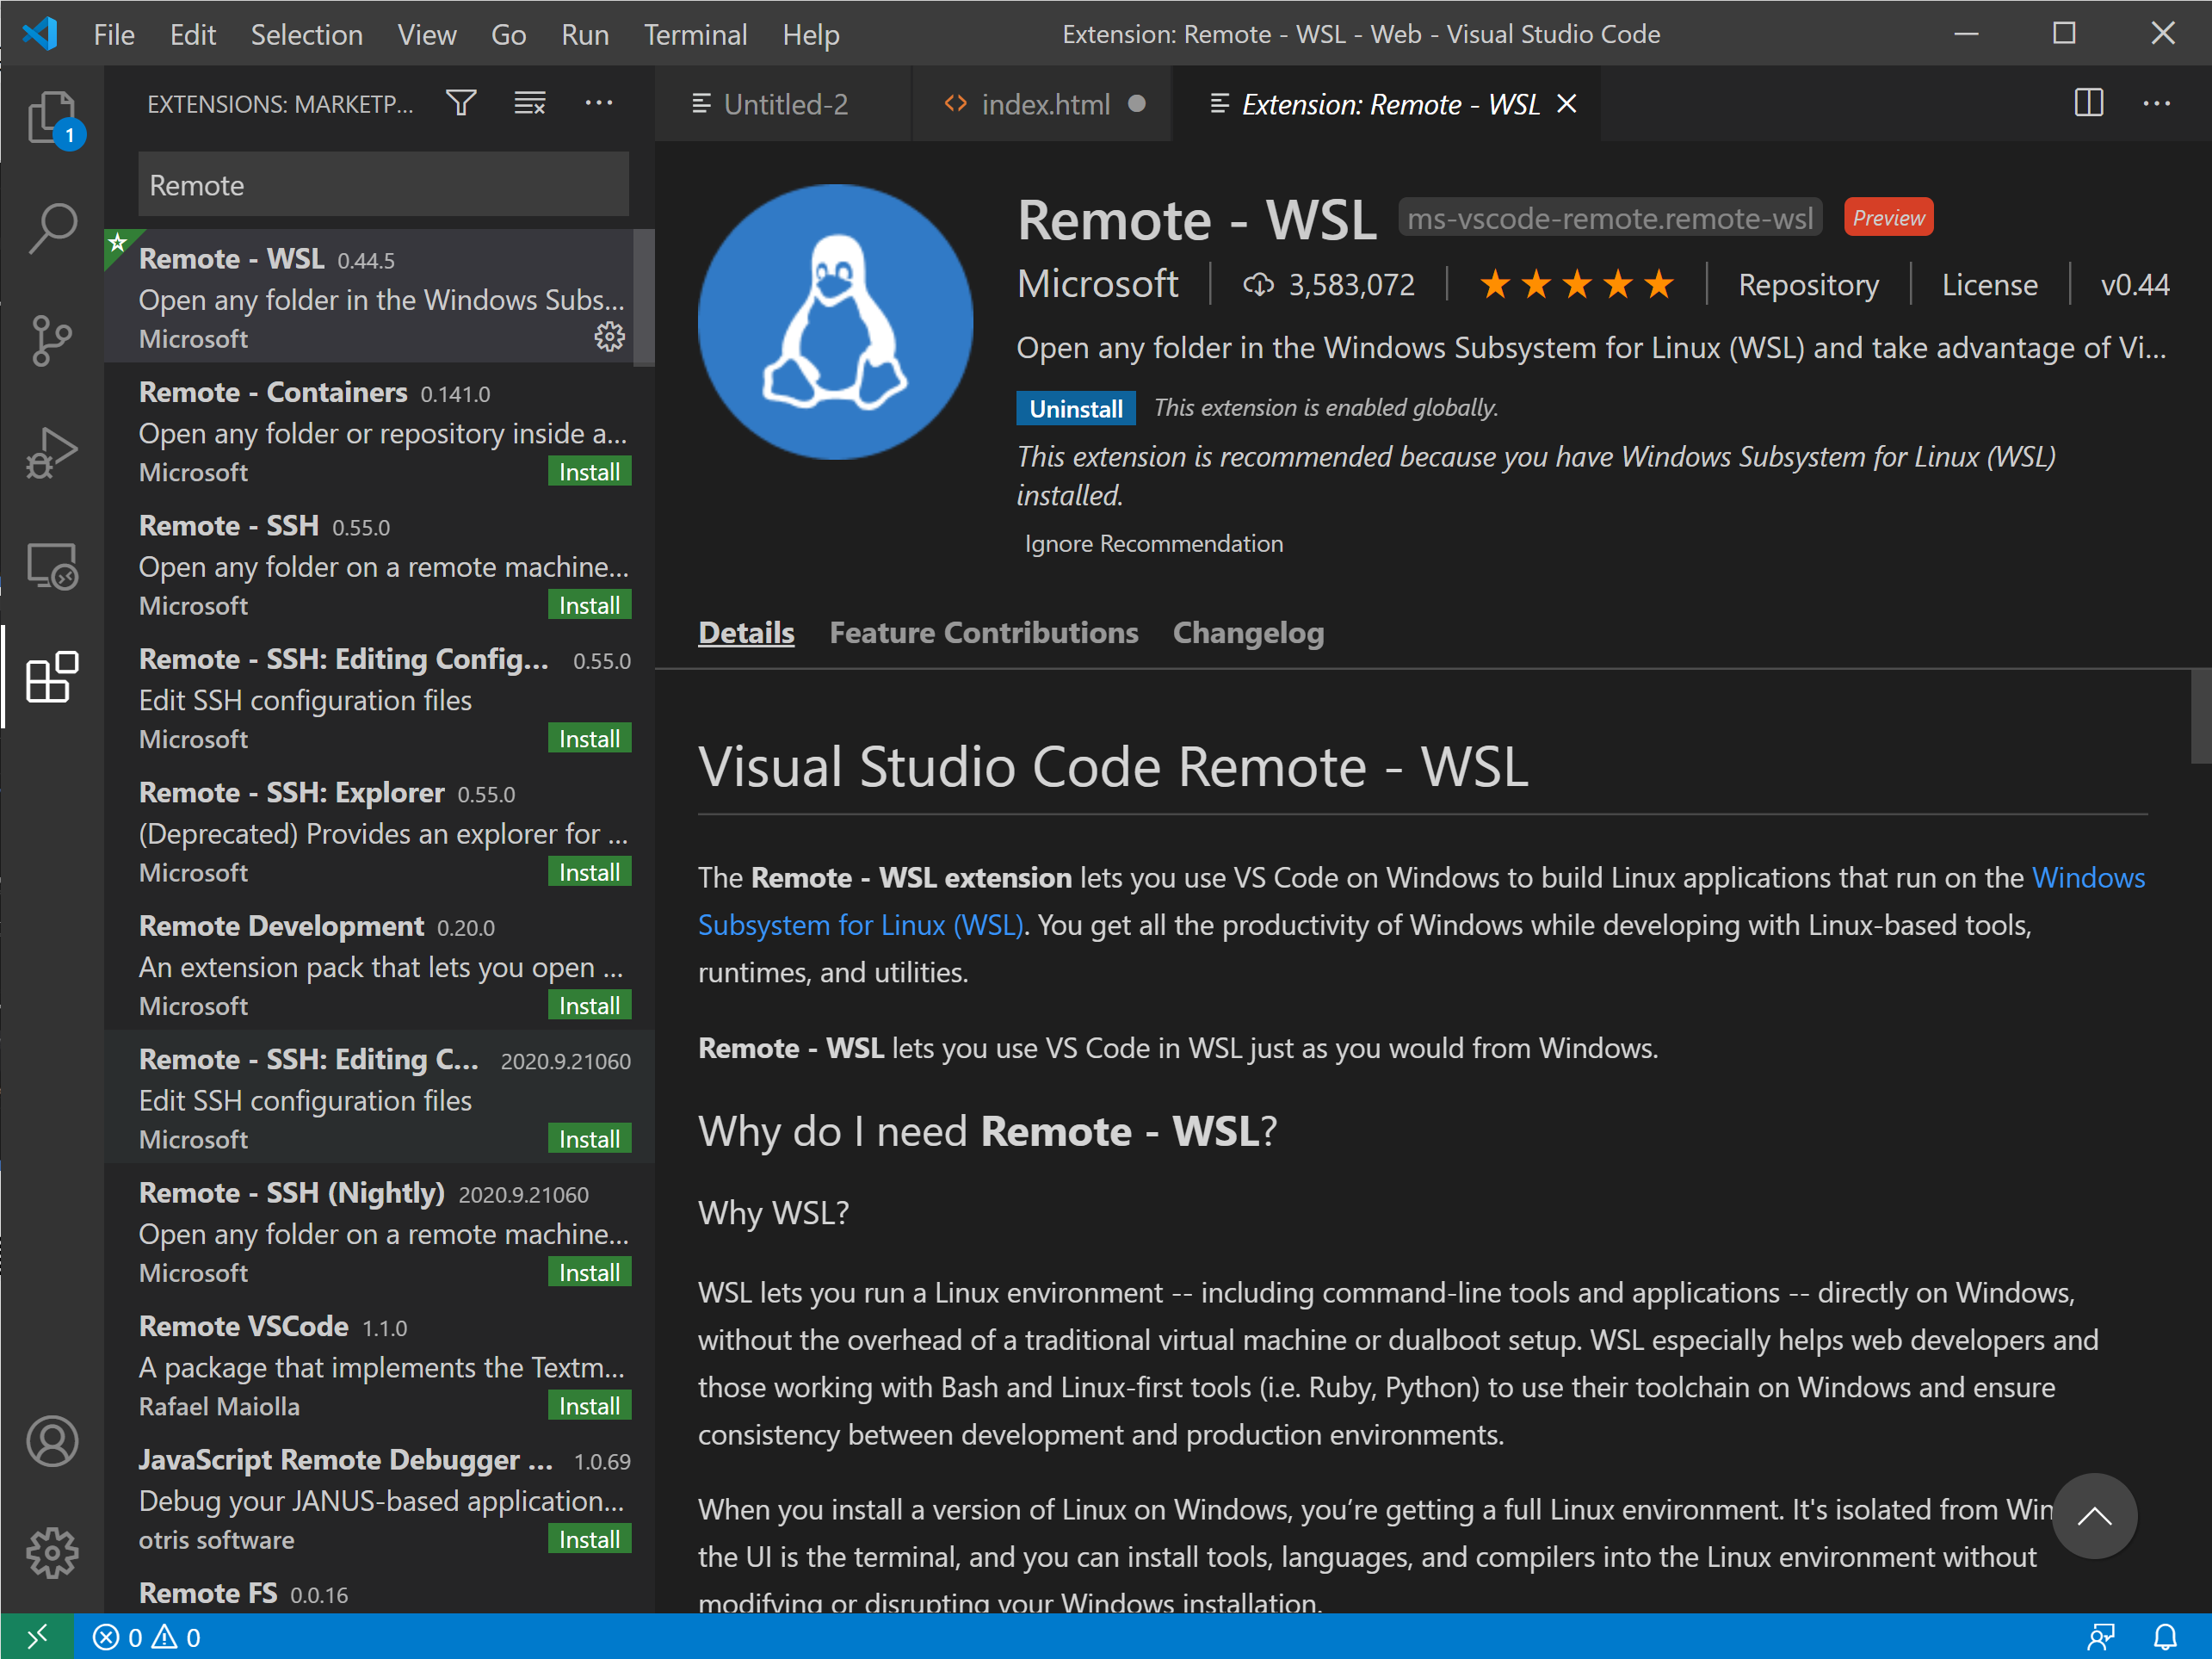 File Edit Selection View Go Run Terminal Help
Extension: Remote - WSL - Web - Visual Studio Code
1
EXTENSIONS: MARKETP...
Remote
Remote - WSL 0.44.5
Open any folder in the Windows Subs...
Microsoft
Remote - Containers 0.141.0
Open any folder or repository inside a...
Microsoft Install
Remote - SSH 0.55.0
Open any folder on a remote machine...
Microsoft Install
Remote - SSH: Editing Config... 0.55.0
Edit SSH configuration files
Microsoft Install
Remote - SSH: Explorer 0.55.0
(Deprecated) Provides an explorer for ...
Microsoft Install
Remote Development 0.20.0
An extension pack that lets you open ...
Microsoft Install
Remote - SSH: Editing C... 2020.9.21060
Edit SSH configuration files
Microsoft Install
Remote - SSH (Nightly) 2020.9.21060
Open any folder on a remote machine...
Microsoft Install
Remote VSCode 1.1.0
A package that implements the Textm...
Rafael Maiolla Install
JavaScript Remote Debugger ... 1.0.69
Debug your JANUS-based application...
otris software Install
Remote FS 0.0.16
Untitled-2
index.html
Extension: Remote - WSL
Remote - WSL ms-vscode-remote.remote-wsl Preview
Microsoft 3,583,072 Repository License v0.44
Open any folder in the Windows Subsystem for Linux (WSL) and take advantage of Vi...
Uninstall This extension is enabled globally.
This extension is recommended because you have Windows Subsystem for Linux (WSL)
installed.
Ignore Recommendation
Details Feature Contributions Changelog
Visual Studio Code Remote - WSL
The Remote - WSL extension lets you use VS Code on Windows to build Linux applications that run on the Windows
Subsystem for Linux (WSL). You get all the productivity of Windows while developing with Linux-based tools,
runtimes, and utilities.
Remote - WSL lets you use VS Code in WSL just as you would from Windows.
Why do I need Remote - WSL?
Why WSL?
WSL lets you run a Linux environment -- including command-line tools and applications -- directly on Windows,
without the overhead of a traditional virtual machine or dualboot setup. WSL especially helps web developers and
those working with Bash and Linux-first tools (i.e. Ruby, Python) to use their toolchain on Windows and ensure
consistency between development and production environments.
When you install a version of Linux on Windows, you’re getting a full Linux environment. It's isolated from Win
the UI is the terminal, and you can install tools, languages, and compilers into the Linux environment without
modifying or disrupting your Windows installation.
0 0